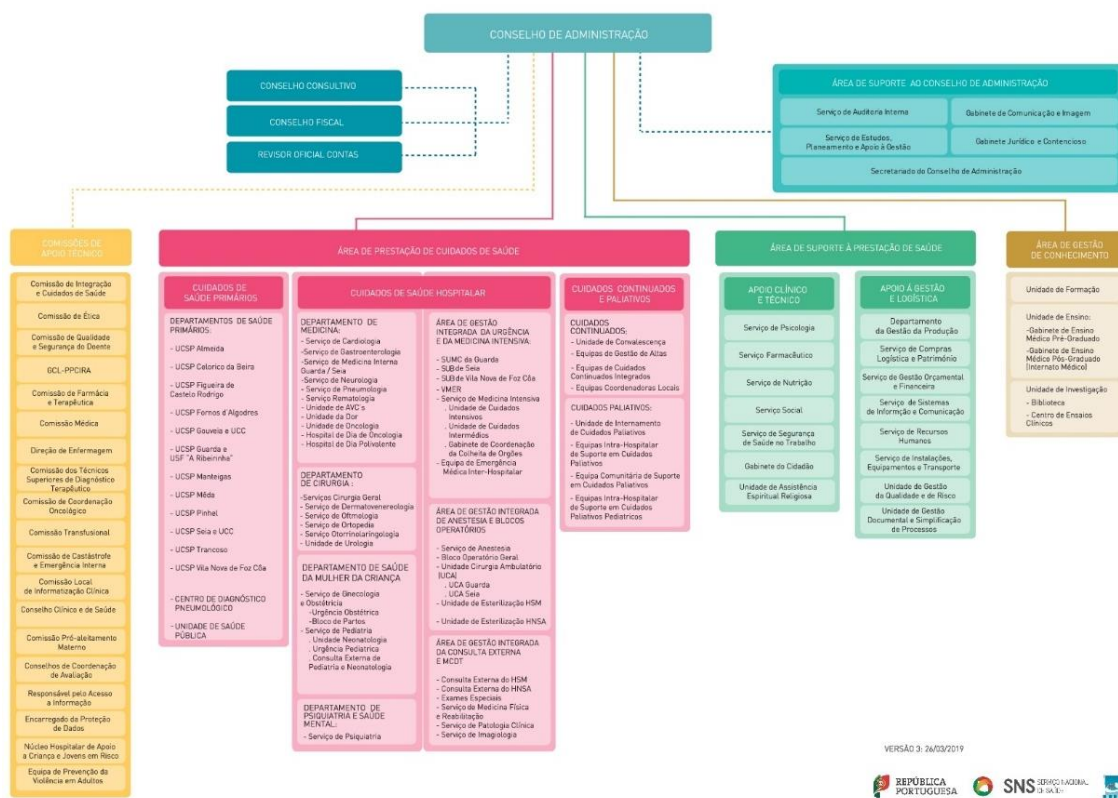 CONSELHO DE ADMINISTRAÇÃO
CONSELHO CONSULTIVO
CONSELHO FISCAL
REVISOR OFICIAL CONTAS
ÁREA DE SUPORTE AO CONSELHO DE ADMINISTRAÇÃO
Serviço de Auditoria Interna
Gabinete de Comunicação e Imagem
Serviço de Estudos,
Planeamento e Apoio à Gestão
Gabinete Jurídico e Contencioso
Secretariado do Conselho de Administração
COMISSÕES DE
APOIO TÉCNICO
Comissão de Integração
e Cuidados de Saúde
Comissão de Ética
Comissão de Qualidade
e Segurança do Doente
GCL-PPCIRA
Comissão de Farmácia
e Terapêutica
Comissão Médica
Direção de Enfermagem
Comissão dos Técnicos
Superiores de Diagnóstico
Terapêutico
Comissão de Coordenação
Oncológico
Comissão Transfusional
Comissão de Castástrofe
e Emergência Interna
Comissão Local
de Informatização Clínica
Conselho Clínico e de Saúde
Comissão Pró-aleitamento
Materno
Conselhos de Coordenação
de Avaliação
Responsável pelo Acesso
a Informação
Encarregado da Proteção
de Dados
Núcleo Hospitalar de Apoio
a Criança e Jovens em Risco
Equipa de Prevenção da
Violência em Adultos
ÁREA DE PRESTAÇÃO DE CUIDADOS DE SAÚDE
CUIDADOS DE
SAÚDE PRIMÁRIOS
DEPARTAMENTOS DE SAÚDE
PRIMÁRIOS:
- UCSP Almeida
- UCSP Celorico da Beira
- UCSP Figueira de
Castelo Rodrigo
- UCSP Fornos d'Algodres
- UCSP Gouveia e UCC
- UCSP Guarda e
USF "A Ribeirinha"
- UCSP Manteigas
- UCSP Mêda
- UCSP Pinhel
- UCSP Seia e UCC
- UCSP Trancoso
- UCSP Vila Nova de Foz Côa
- CENTRO DE DIAGNÓSTICO
PNEUMOLÓGICO
- UNIDADE DE SAÚDE
PÚBLICA
CUIDADOS DE SAÚDE HOSPITALAR
DEPARTAMENTO DE
MEDICINA:
- Serviço de Cardiologia
-Serviço de Gastroenterologia
- Serviço de Medicina Interna
Guarda / Seia
-Serviço de Neurologia
- Serviço de Pneumologia
- Serviço Rematologia
- Unidade de AVC's
- Unidade da Dor
- Unidade de Oncologia
- Hospital de Dia de Oncologia
- Hospital de Dia Polivalente
DEPARTAMENTO
DE CIRURGIA :
-Serviços Cirurgia Geral
- Serviço de Dermatovenereologia
- Serviço de Oftmologia
- Serviço de Ortopedia
- Serviço Otorrinolaringologia
- Unidade de Urologia
DEPARTAMENTO DE SAÚDE
DA MULHER DA CRIANÇA
- Serviço de Ginecologia
e Obstétricia
-Urgência Obstétrica
-Bloco de Partos
- Serviço de Pediatria
. Unidade Neonatologia
. Urgência Pediatrica
. Consulta Externa de
Pediatria e Neonatologia
DEPARTAMENTO DE
PSIQUIATRIA E SAÚDE
MENTAL:
- Serviço de Psiquiatria
ÁREA DE GESTÃO
INTEGRADA DA URGÊNCIA
E DA MEDICINA INTENSIVA:
- SUMC da Guarda
- SUB de Seia
- SUB de Vila Nova de Foz Côa
- VMER
- Serviço de Medicina Intensiva
. Unidade de Cuidados
Intensivos
. Unidade de Cuidados
Intermédios
. Gabinete de Coordenação
da Colheita de Orgões
- Equipa de Emergência
Médica Inter-Hospitalar
ÁREA DE GESTÃO INTEGRADA
DE ANESTESIA E BLOCOS
OPERATÓRIOS
- Serviço de Anestesia
- Bloco Operatório Geral
- Unidade Cirurgia Ambulatório
(UCA)
. UCA Guarda
. UCA Seia
- Unidade de Esterilização HSM
- Unidade de Esterilização HNSA
ÁREA DE GESTÃO INTEGRADA
DA CONSULTA EXTERNA
E MCDT
- Consulta Externa do HSM
- Consulta Externa do HNSA
- Exames Especiais
- Serviço de Medicina Física
e Reabilitação
- Serviço de Patologia Clínica
- Serviço de Imagiologia
CUIDADOS CONTINUADOS
E PALIATIVOS
CUIDADOS
CONTINUADOS:
- Unidade de Convalescença
- Equipas de Gestão de Altas
- Equipas de Cuidados
Continuados Integrados
- Equipas Coordenadoras Locais
CUIDADOS PALIATIVOS:
- Unidade de Internamento
de Cuidados Paliativos
- Equipas Intra-Hospitalar
de Suporte em Cuidados
Paliativos
- Equipa Comunitária de Suporte
em Cuidados Paliativos
- Equipas Intra-Hospitalar
de Suporte em Cuidados
Paliativos Pediatricos
ÁREA DE SUPORTE À PRESTAÇÃO DE SAÚDE
APOIO CLÍNICO
E TÉCNICO
Serviço de Psicologia
Serviço Farmacêutico
Serviço de Nutrição
Serviço Social
Serviço de Segurança
de Saúde no Trabalho
Gabinete do Cidadão
Unidade de Assistência
Espiritual Religiosa
APOIO À GESTÃO
E LOGÍSTICA
Departamento
da Gestão da Produção
Serviço de Compras
Logística e Património
Serviço de Gestão Orçamental
e Financeira
Serviço de Sistemas
de Informção e Comunicação
Serviço de Recursos
Humanos
Serviço de Instalações,
Equipamentos e Transporte
Unidade de Gestão
da Qualidade e de Risco
Unidade de Gestão
Documental e Simplificação
de Processos
ÁREA DE GESTÃO
DE CONHECIMENTO
Unidade de Formação
Unidade de Ensino:
-Gabinete de Ensino
Médico Pré-Graduado
-Gabinete de Ensino
Médico Pós-Graduado
(Internato Médico)
Unidade de Investigação
- Biblioteca
- Centro de Ensaios
Clínicos
VERSÃO 3: 26/03/2019
REPÚBLICA
PORTUGUESA
SNS SERVIÇO NACIONAL
DE SAÚDE